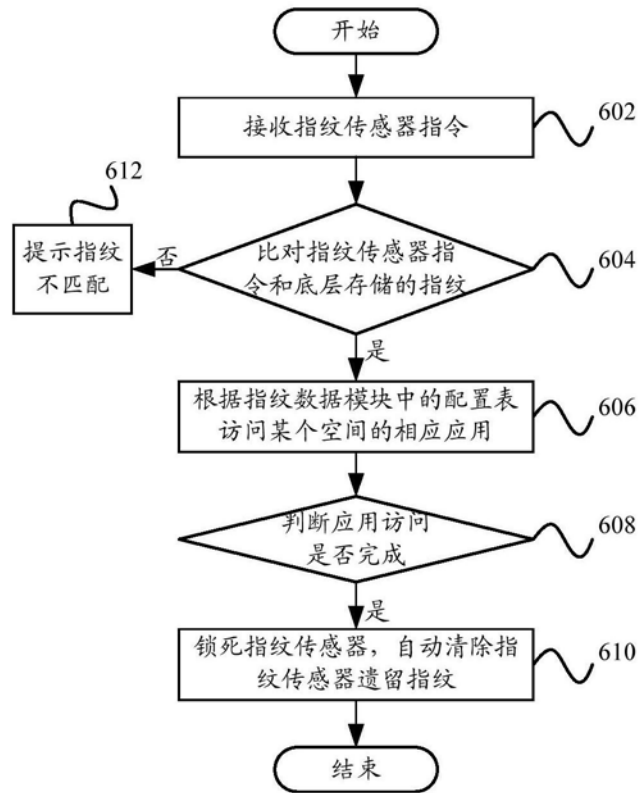 开始
接收指纹传感器指令
602
612
提示指纹
不匹配
否
比对指纹传感器指
令和底层存储的指纹
604
是
根据指纹数据模块中的配置表
访问某个空间的相应应用
606
判断应用访问
是否完成
608
是
锁死指纹传感器，自动清除指
纹传感器遗留指纹
610
结束